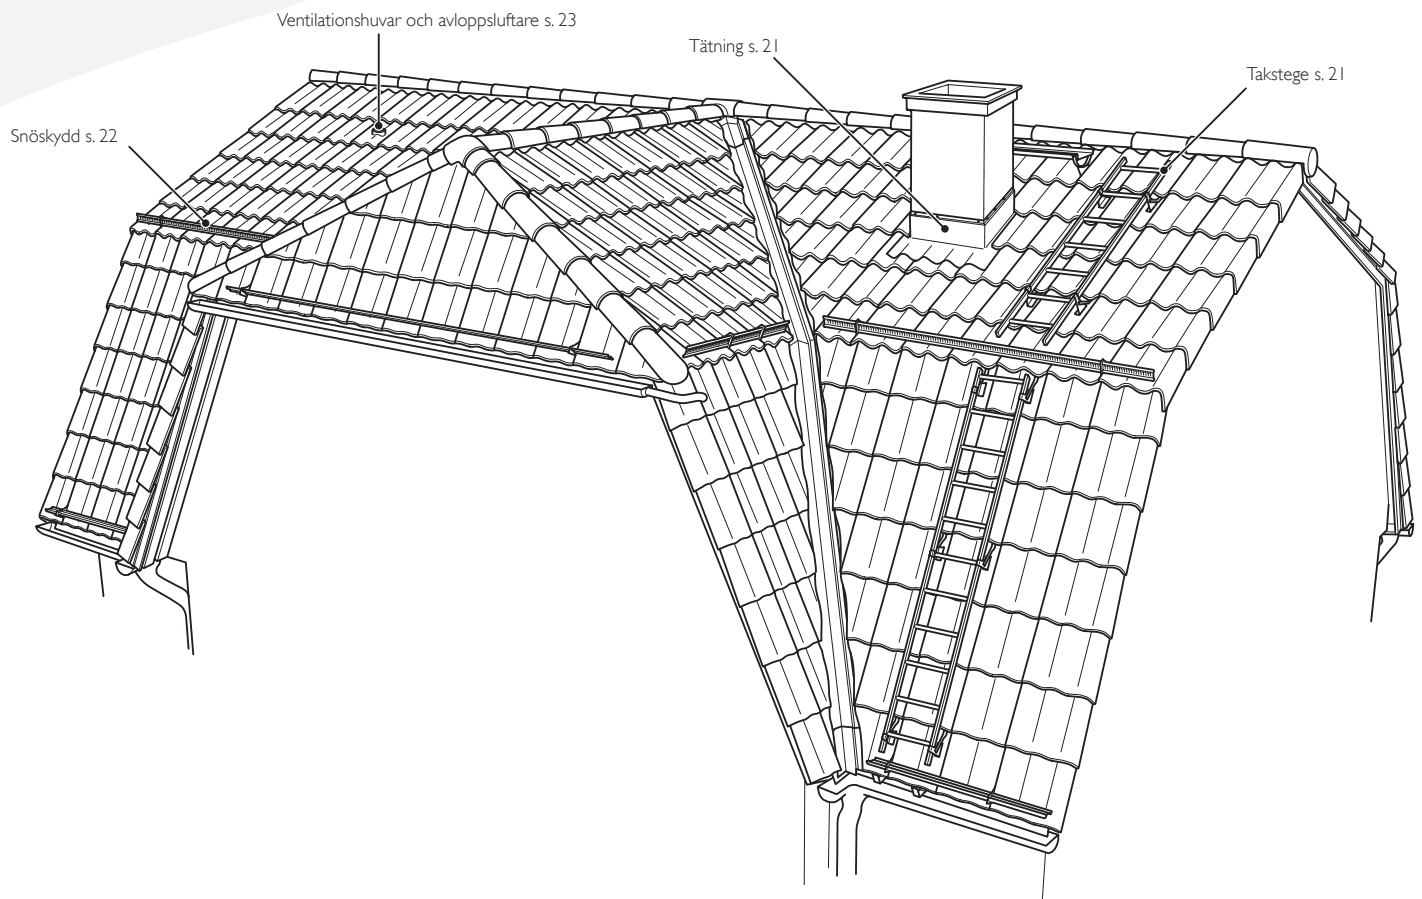 Ventilationshuvar och avloppsluftare s. 23
Tätning s. 21
Takstege s. 21
Snöskydd s. 22